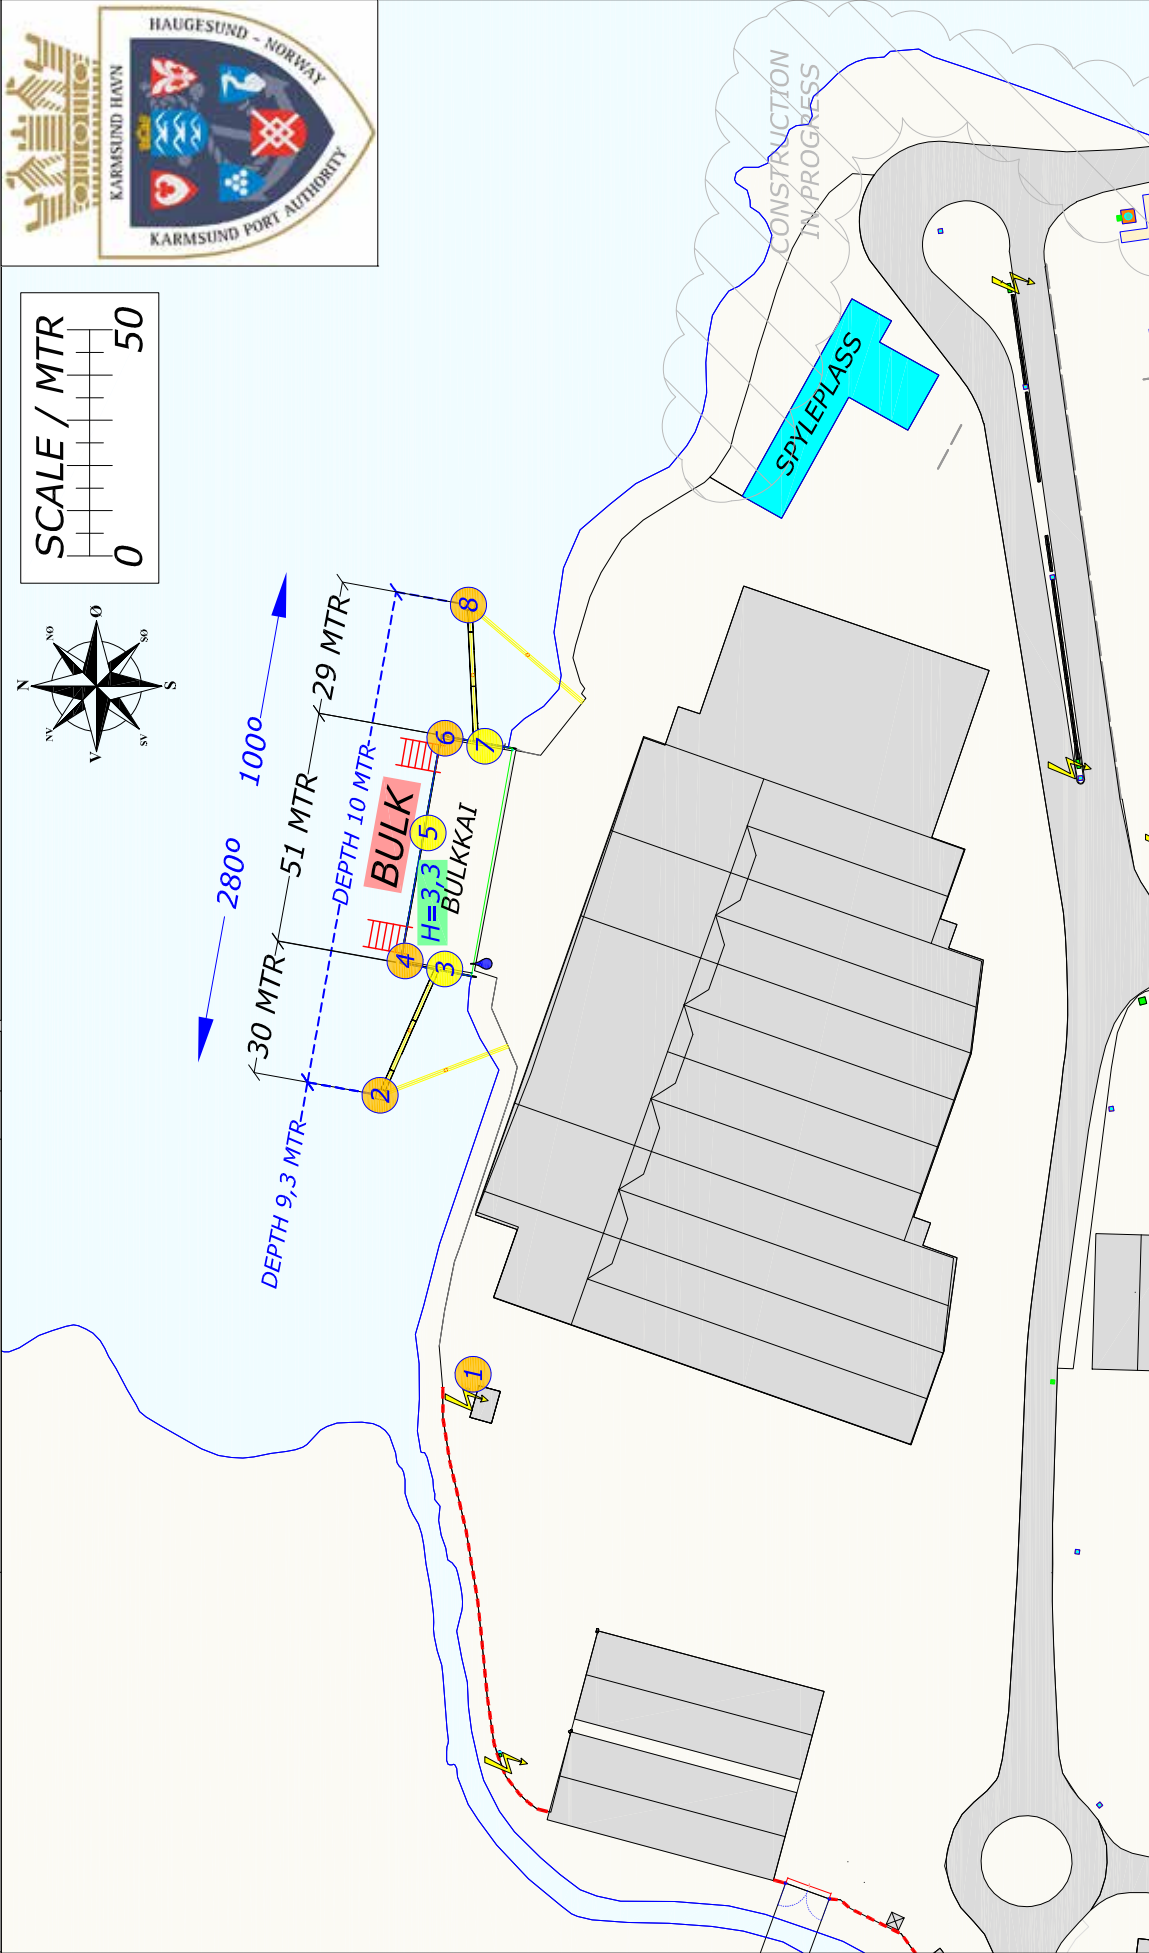 HAUGESUND - NORWAY
KARMSUND HAVN
KARMSUND PORT AUTHORITY
SCALE / MTR
0
50
N
NO
Ø
SO
S
SV
V
NV
100º
280º
29 MTR
51 MTR
30 MTR
DEPTH 10 MTR
DEPTH 9,3 MTR
BULK
H=3,3
BULKKAI
1
2
3
4
5
6
7
8
SPYLEPLASS
CONSTRUCTION
IN PROGRESS